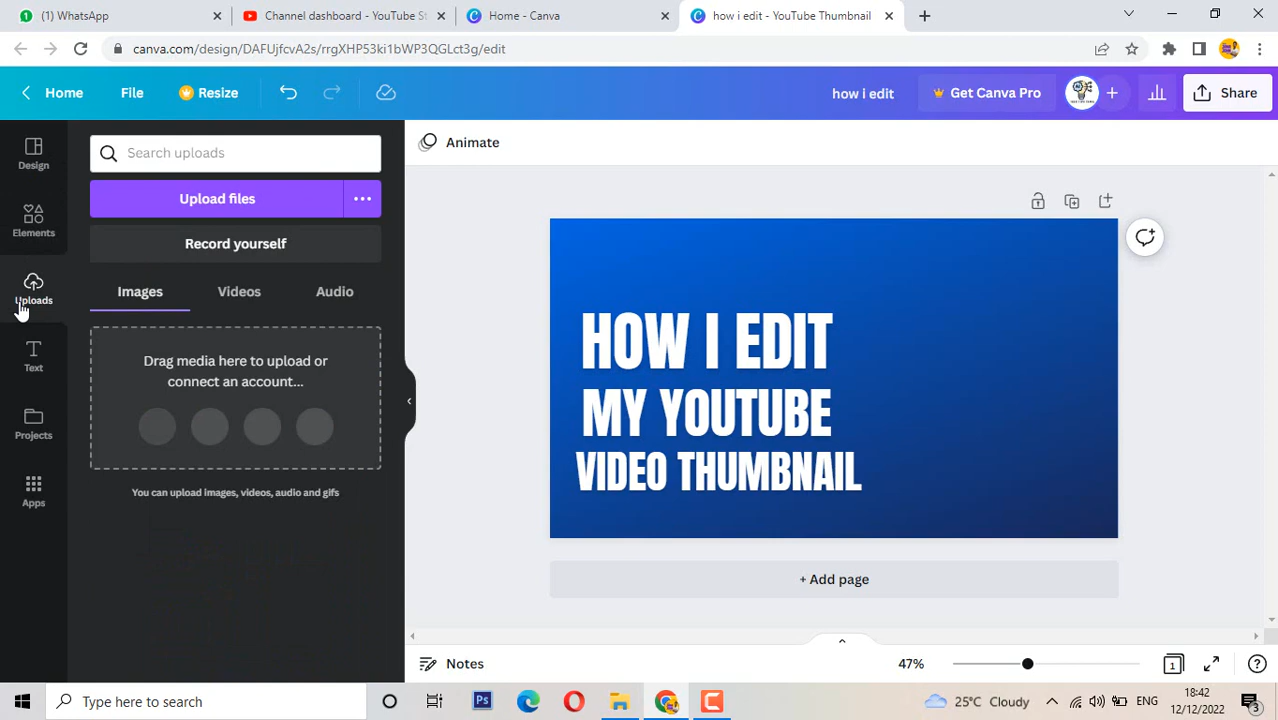 (1) WhatsApp
Channel dashboard - YouTube St
Home - Canva
how i edit - YouTube Thumbnail
canva.com/design/DAFUjfcvA2s/rrgXHP53ki1bWP3QGLct3g/edit
Home
File
Resize
how i edit
Get Canva Pro
Share
Design
Elements
Uploads
Text
Projects
Apps
Search uploads
Upload files
Record yourself
Images
Videos
Audio
Drag media here to upload or
connect an account...
You can upload images, videos, audio and gifs
Animate
HOW I EDIT
MY YOUTUBE
VIDEO THUMBNAIL
+ Add page
Notes
47%
1
Type here to search
Ps
25°C Cloudy
ENG
18:42
12/12/2022
3